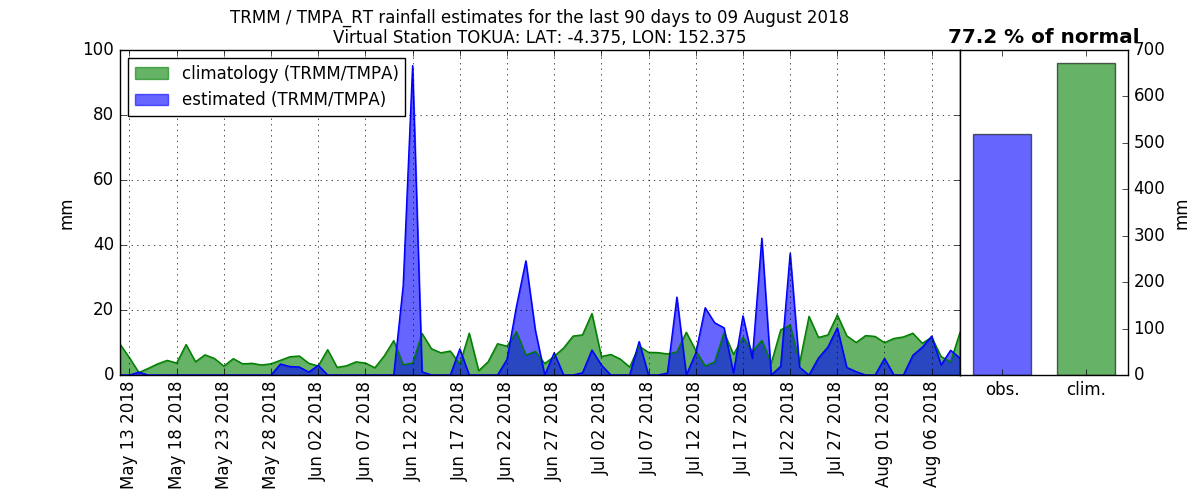 TRMM / TMPA_RT rainfall estimates for the last 90 days to 09 August 2018
Virtual Station TOKUA: LAT: -4.375, LON: 152.375
77.2 % of normal
climatology (TRMM/TMPA)
estimated (TRMM/TMPA)
100
80
60
40
20
0
mm
May 13 2018
May 18 2018
May 23 2018
May 28 2018
Jun 02 2018
Jun 07 2018
Jun 12 2018
Jun 17 2018
Jun 22 2018
Jun 27 2018
Jul 02 2018
Jul 07 2018
Jul 12 2018
Jul 17 2018
Jul 22 2018
Jul 27 2018
Aug 01 2018
Aug 06 2018
obs.
clim.
700
600
500
400
300
200
100
0
mm